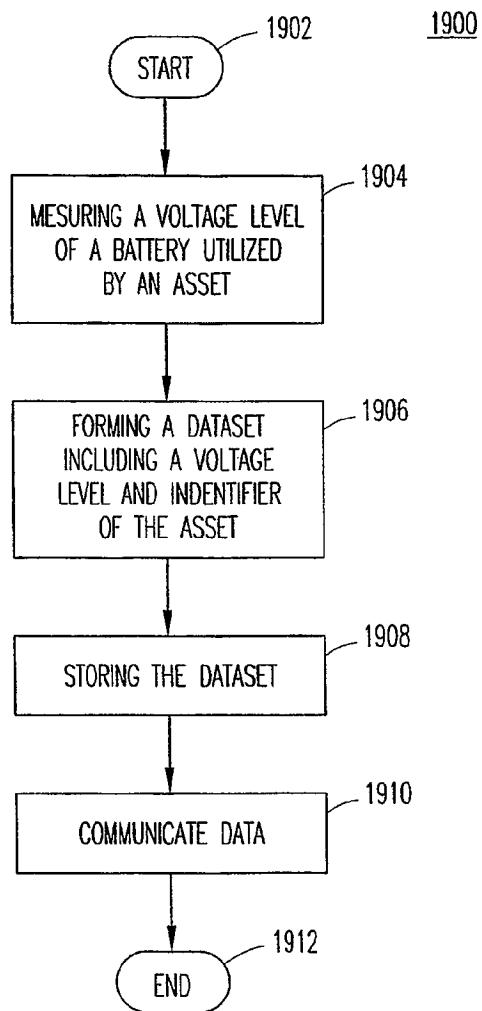 1900
1902
START
1904
MESURING A VOLTAGE LEVEL
OF A BATTERY UTILIZED
BY AN ASSET
1906
FORMING A DATASET
INCLUDING A VOLTAGE
LEVEL AND INDENTIFIER
OF THE ASSET
1908
STORING THE DATASET
1910
COMMUNICATE DATA
1912
END